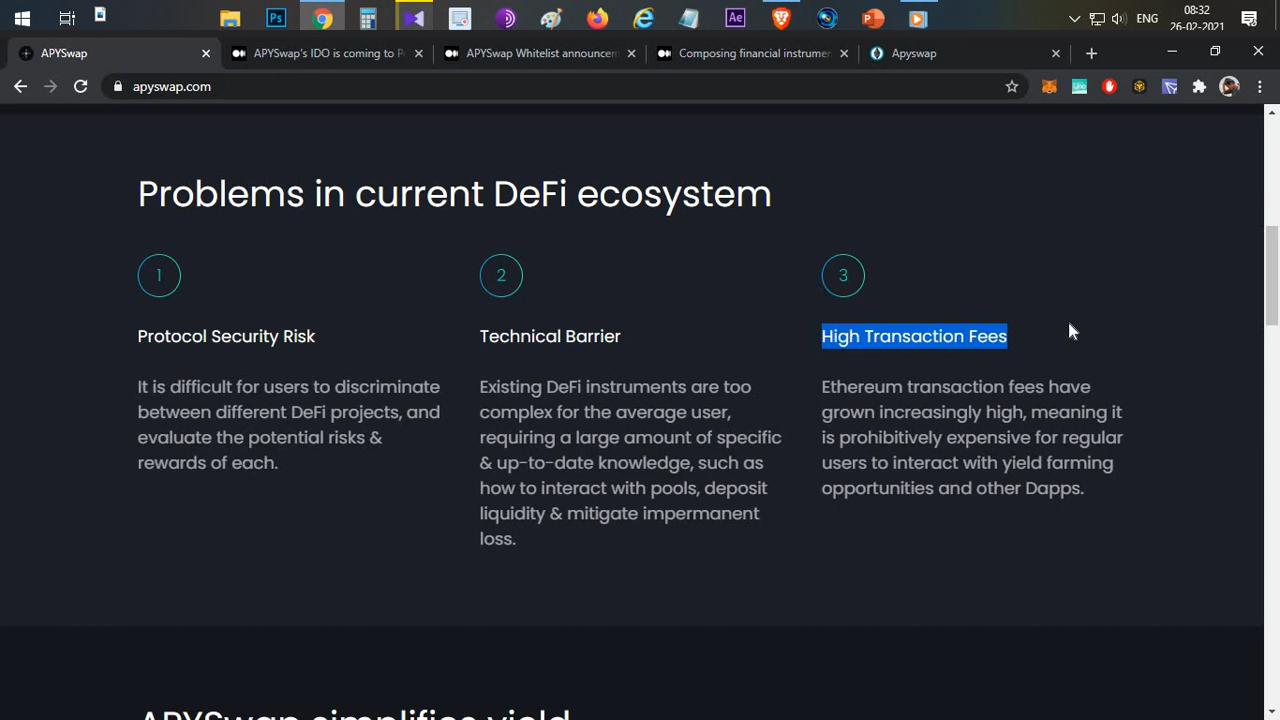 08:32
ENG
26-02-2021
APYSwap
APYSwap's IDO is coming to P
APYSwap Whitelist announcem
Composing financial instrumen
Apyswap
apyswap.com
Problems in current DeFi ecosystem
1
2
3
Protocol Security Risk
Technical Barrier
High Transaction Fees
It is difficult for users to discriminate
between different DeFi projects, and
evaluate the potential risks &
rewards of each.
Existing DeFi instruments are too
complex for the average user,
requiring a large amount of specific
& up-to-date knowledge, such as
how to interact with pools, deposit
liquidity & mitigate impermanent
loss.
Ethereum transaction fees have
grown increasingly high, meaning it
is prohibitively expensive for regular
users to interact with yield farming
opportunities and other Dapps.
APYSwap simplifies yield